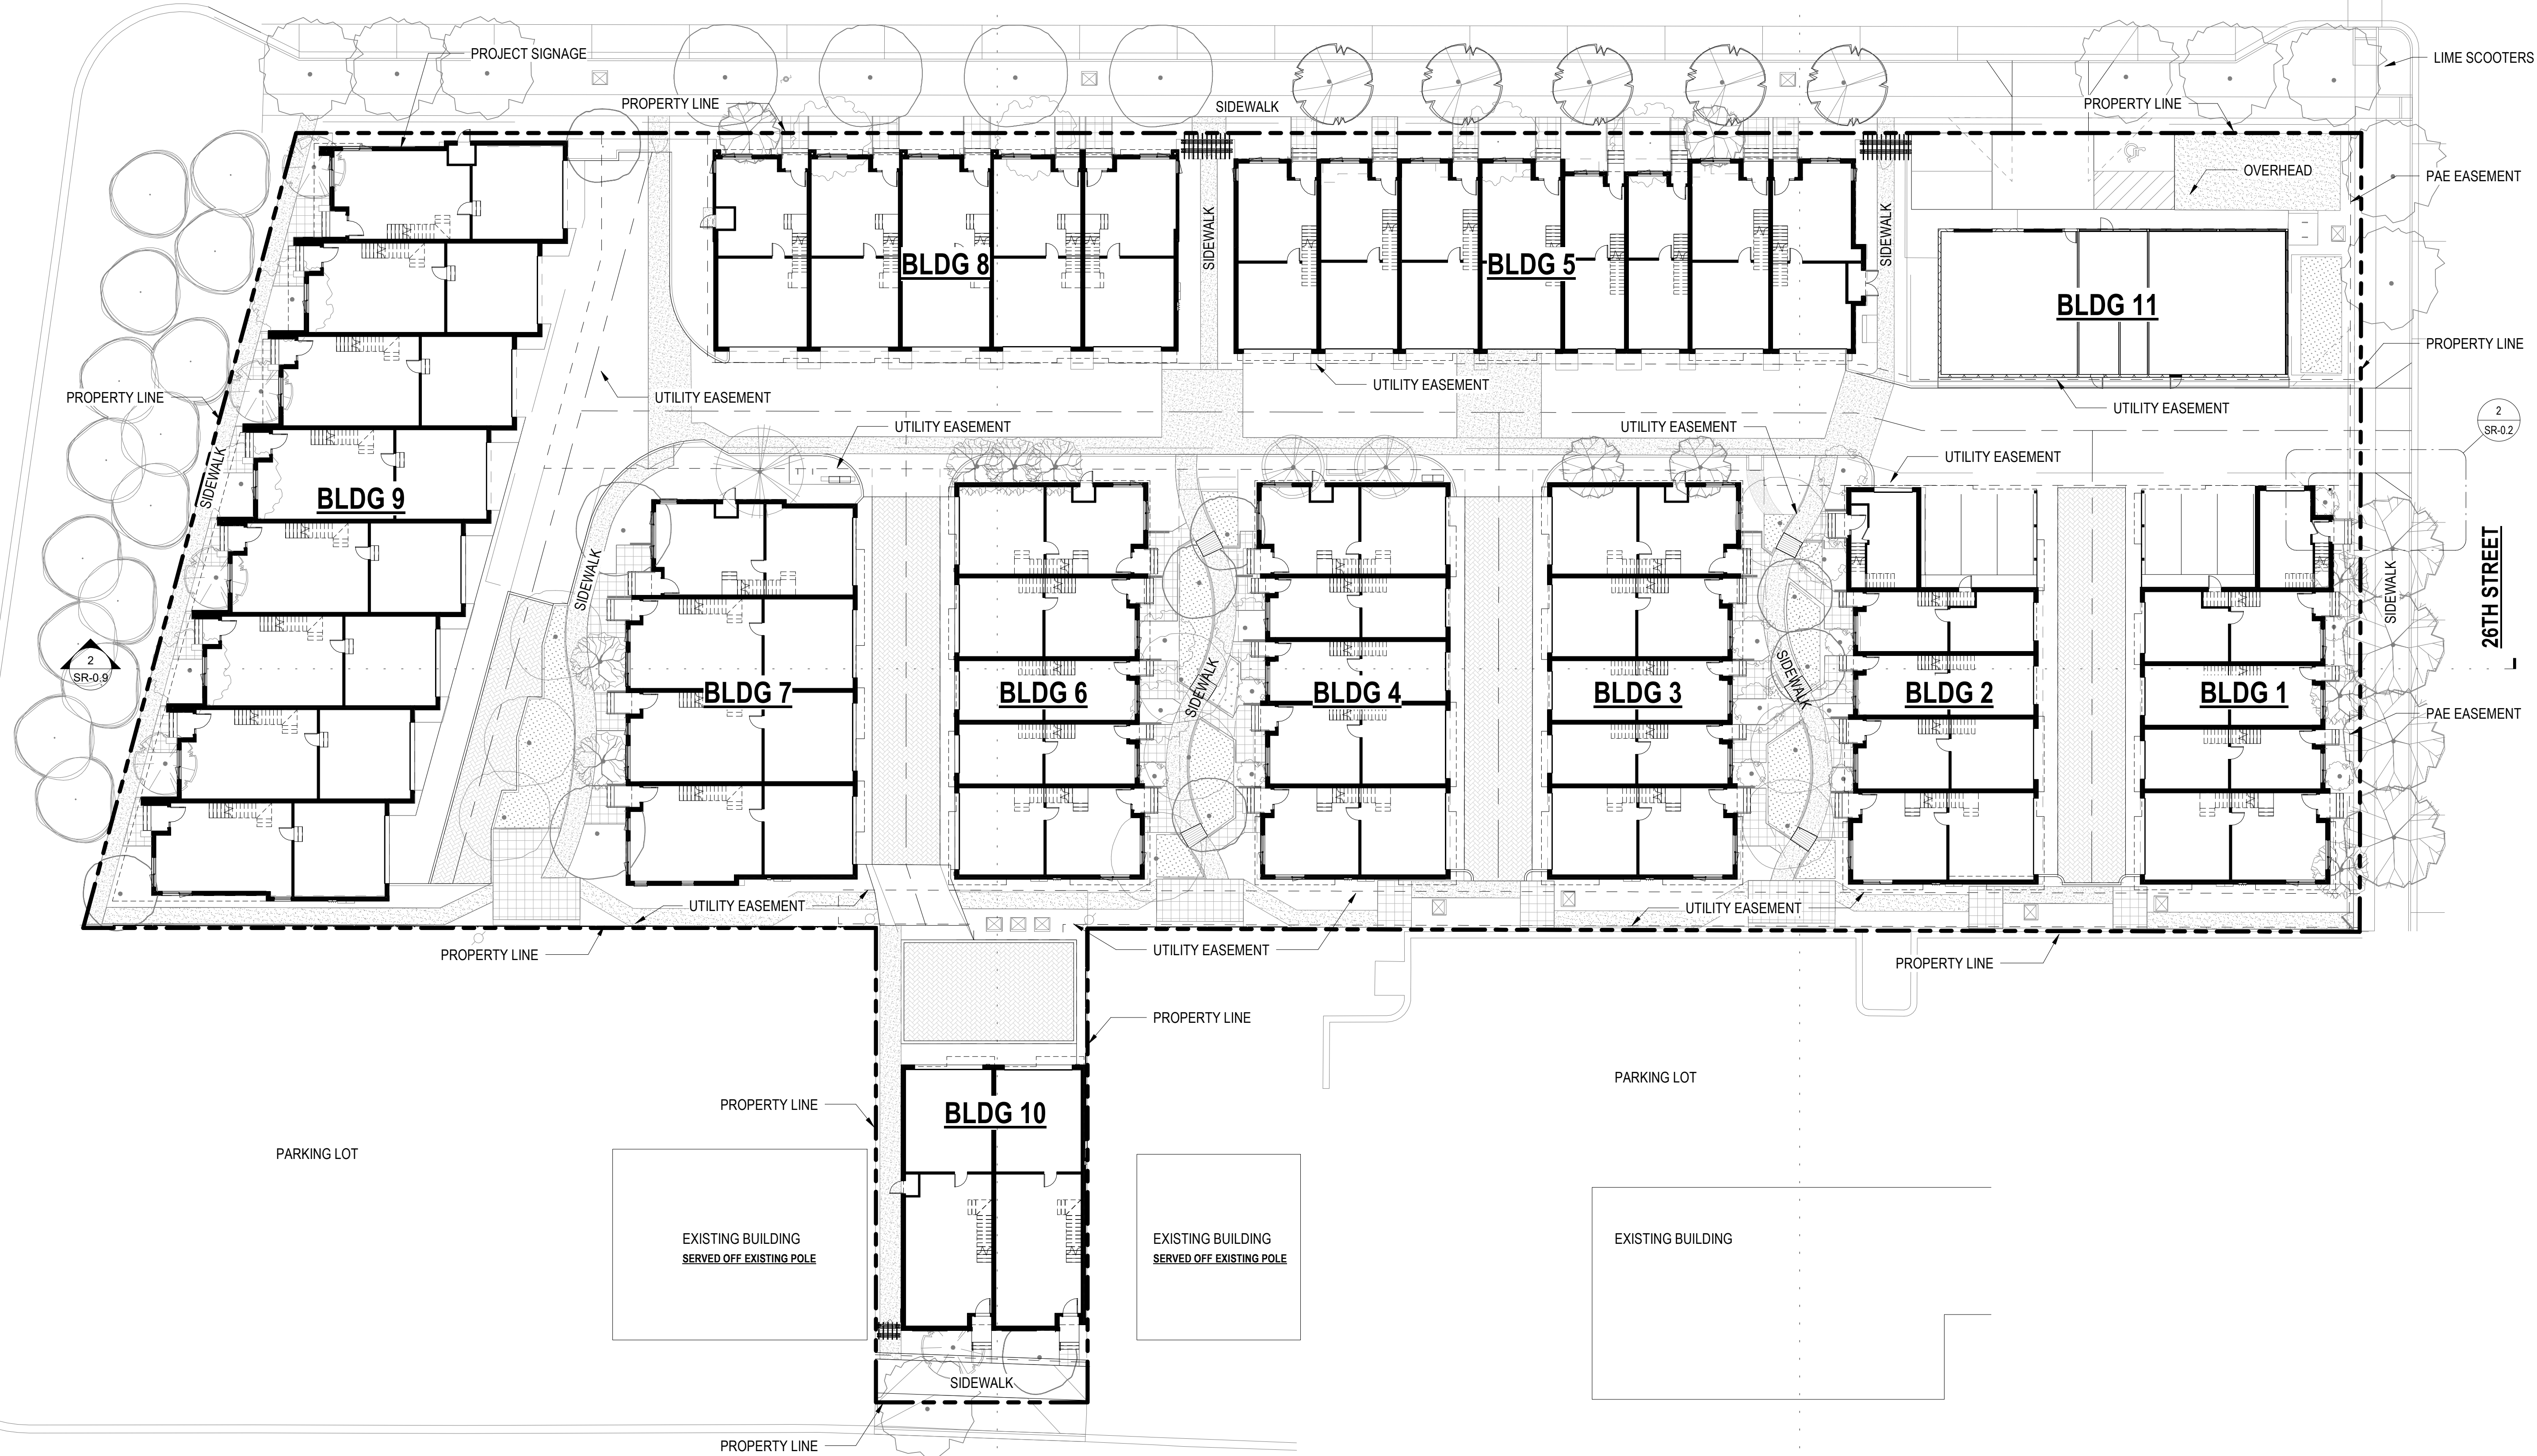 PROJECT SIGNAGE
LIME SCOOTERS
PROPERTY LINE
SIDEWALK
PROPERTY LINE
OVERHEAD
PAE EASEMENT
SIDEWALK
SIDEWALK
BLDG 8
BLDG 5
BLDG 11
PROPERTY LINE
UTILITY EASEMENT
PROPERTY LINE
UTILITY EASEMENT
UTILITY EASEMENT
2
SR-0.2
UTILITY EASEMENT
UTILITY EASEMENT
UTILITY EASEMENT
SIDEWALK
BLDG 9
SIDEWALK
SIDEWALK
26TH STREET
2
SR-0.9
BLDG 7
BLDG 6
SIDEWALK
BLDG 4
BLDG 3
SIDEWALK
BLDG 2
BLDG 1
PAE EASEMENT
UTILITY EASEMENT
UTILITY EASEMENT
PROPERTY LINE
UTILITY EASEMENT
PROPERTY LINE
PROPERTY LINE
PARKING LOT
PROPERTY LINE
BLDG 10
PARKING LOT
EXISTING BUILDING
SERVED OFF EXISTING POLE
EXISTING BUILDING
SERVED OFF EXISTING POLE
EXISTING BUILDING
SIDEWALK
PROPERTY LINE